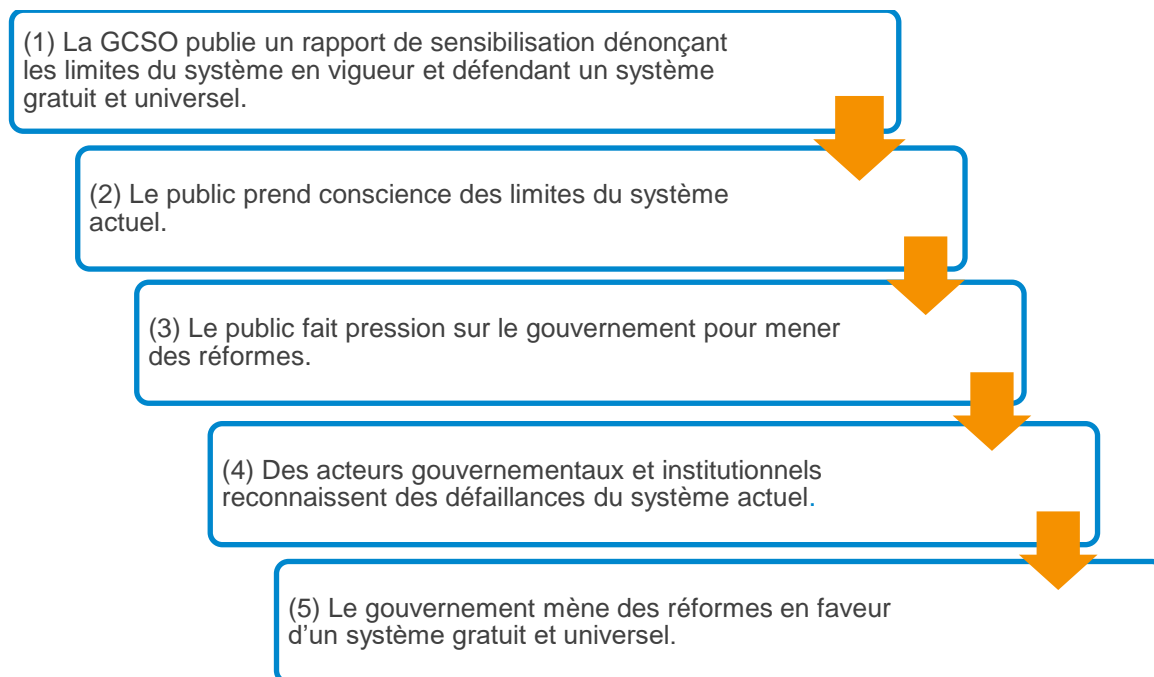 (1) La GCSO publie un rapport de sensibilisation dénonçant
les limites du système en vigueur et défendant un système
gratuit et universel.
(2) Le public prend conscience des limites du système
actuel.
(3) Le public fait pression sur le gouvernement pour mener
des réformes.
(4) Des acteurs gouvernementaux et institutionnels
reconnaissent des défaillances du système actuel.
(5) Le gouvernement mène des réformes en faveur
d’un système gratuit et universel.